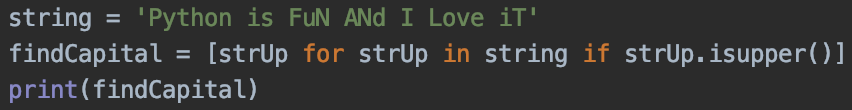 string = 'Python is FuN ANd I Love iT'
findCapital = [strUp for strUp in string if strUp.isupper()]
print(findCapital)